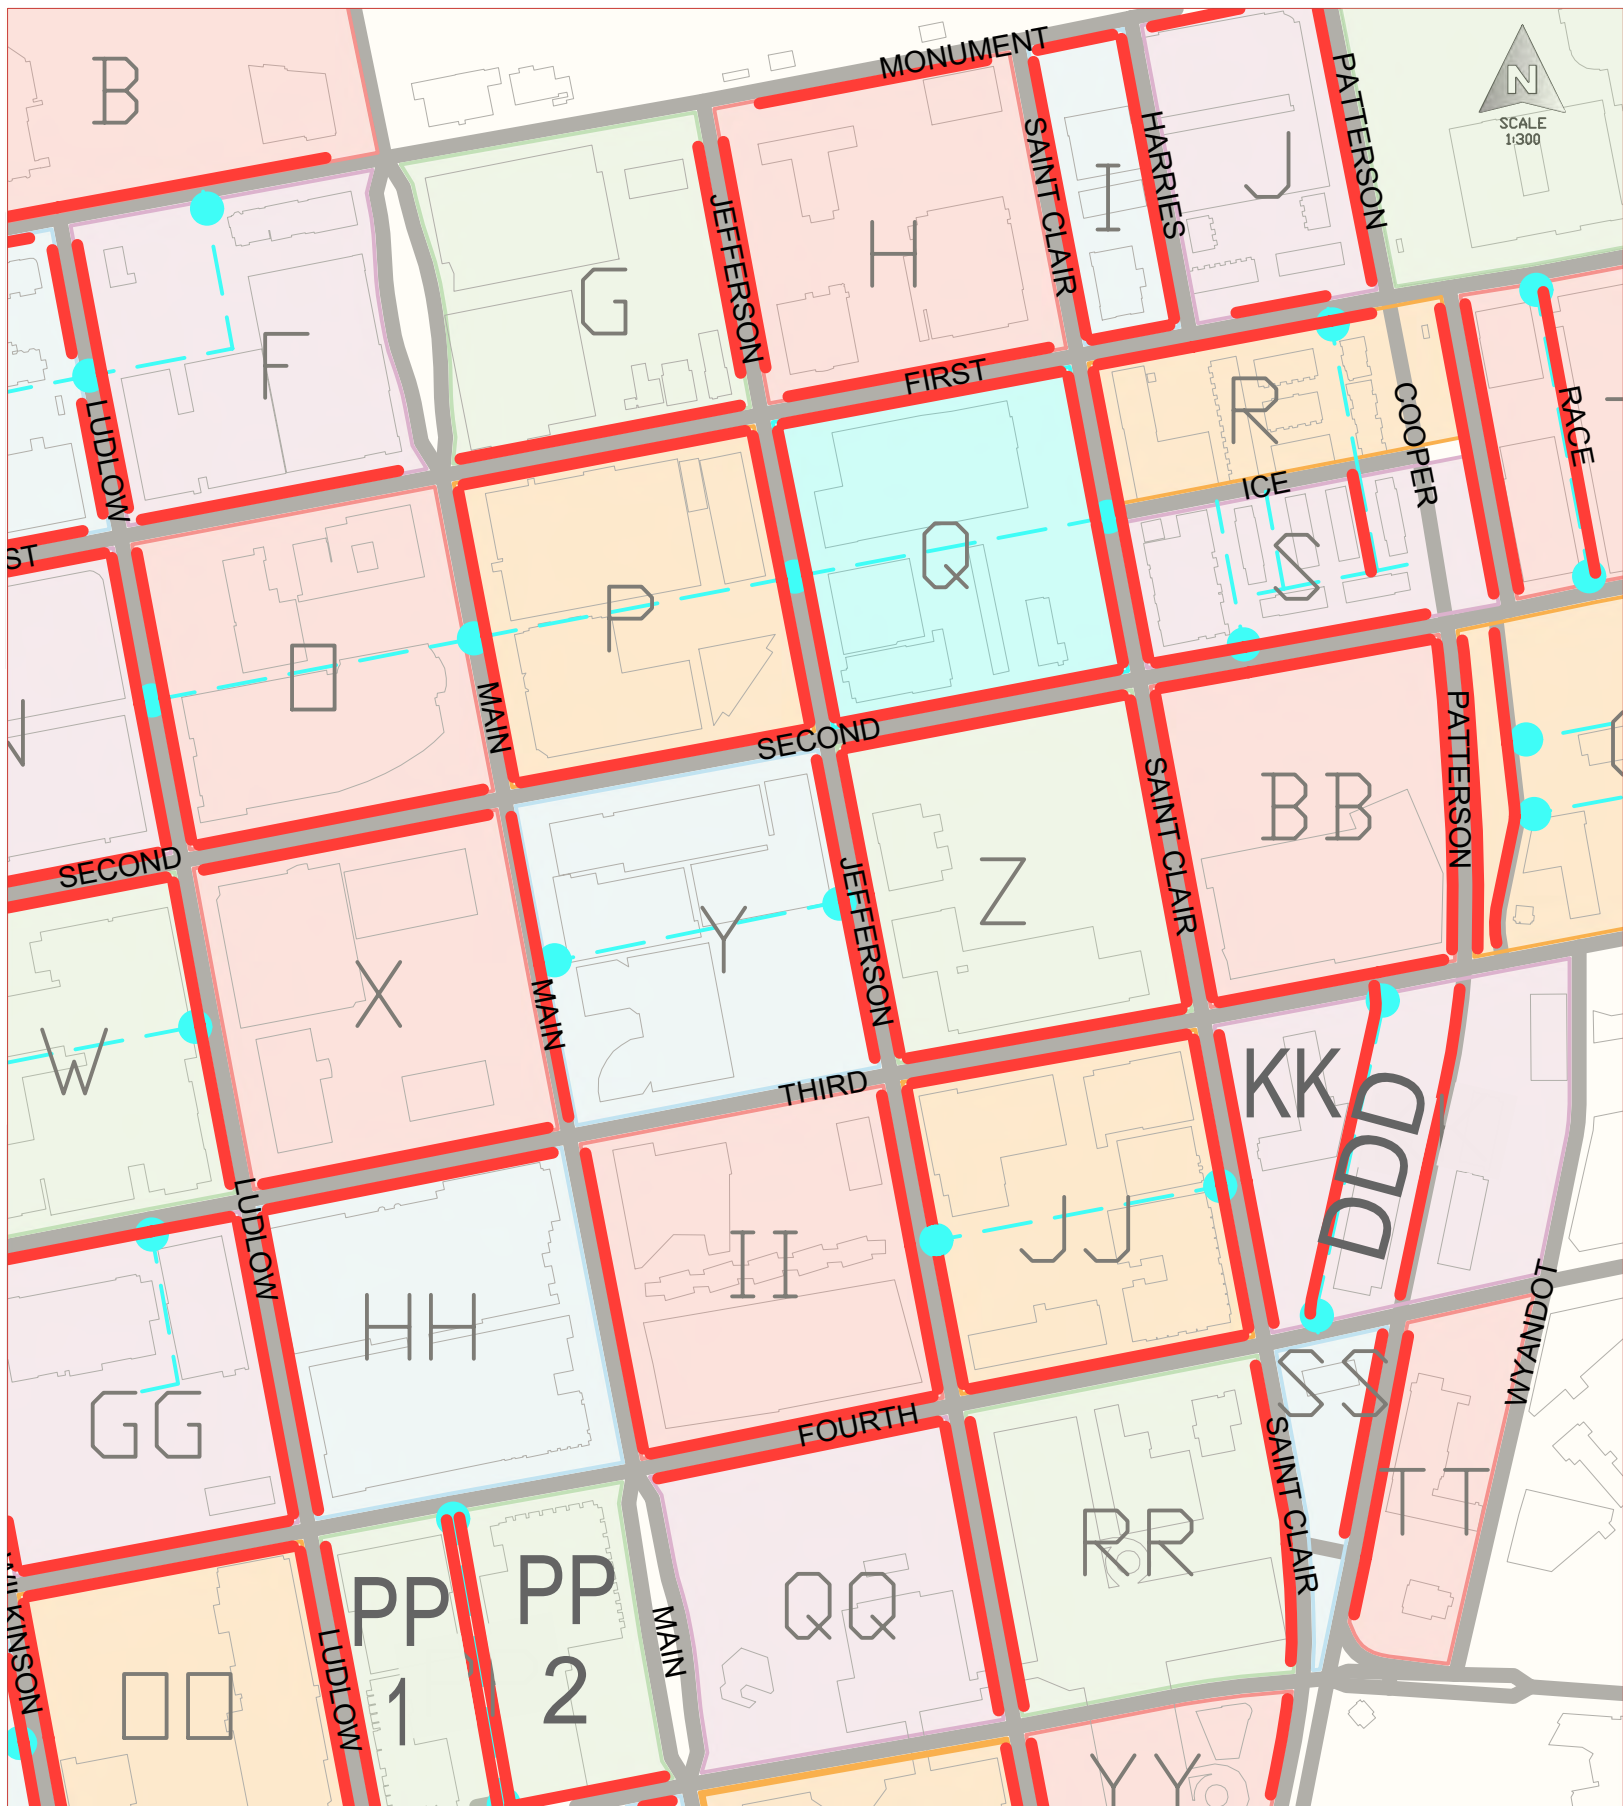 B
MONUMENT
N
SCALE
1:300
PATTERSON
HARRIES
SAINT CLAIR
I
J
H
JEFFERSON
G
F
LUDLOW
FIRST
R
COOPER
RACE
ICE
S
Q
P
O
ST
MAIN
PATTERSON
SECOND
SAINT CLAIR
BB
Z
SECOND
JEFFERSON
Y
X
MAIN
W
KK
DDD
THIRD
LUDLOW
II
JJ
WYANDOT
HH
SS
GG
FOURTH
SAINT CLAIR
TT
RR
PP
1
PP
2
QQ
MAIN
WILKINSON
LUDLOW
OO
YY